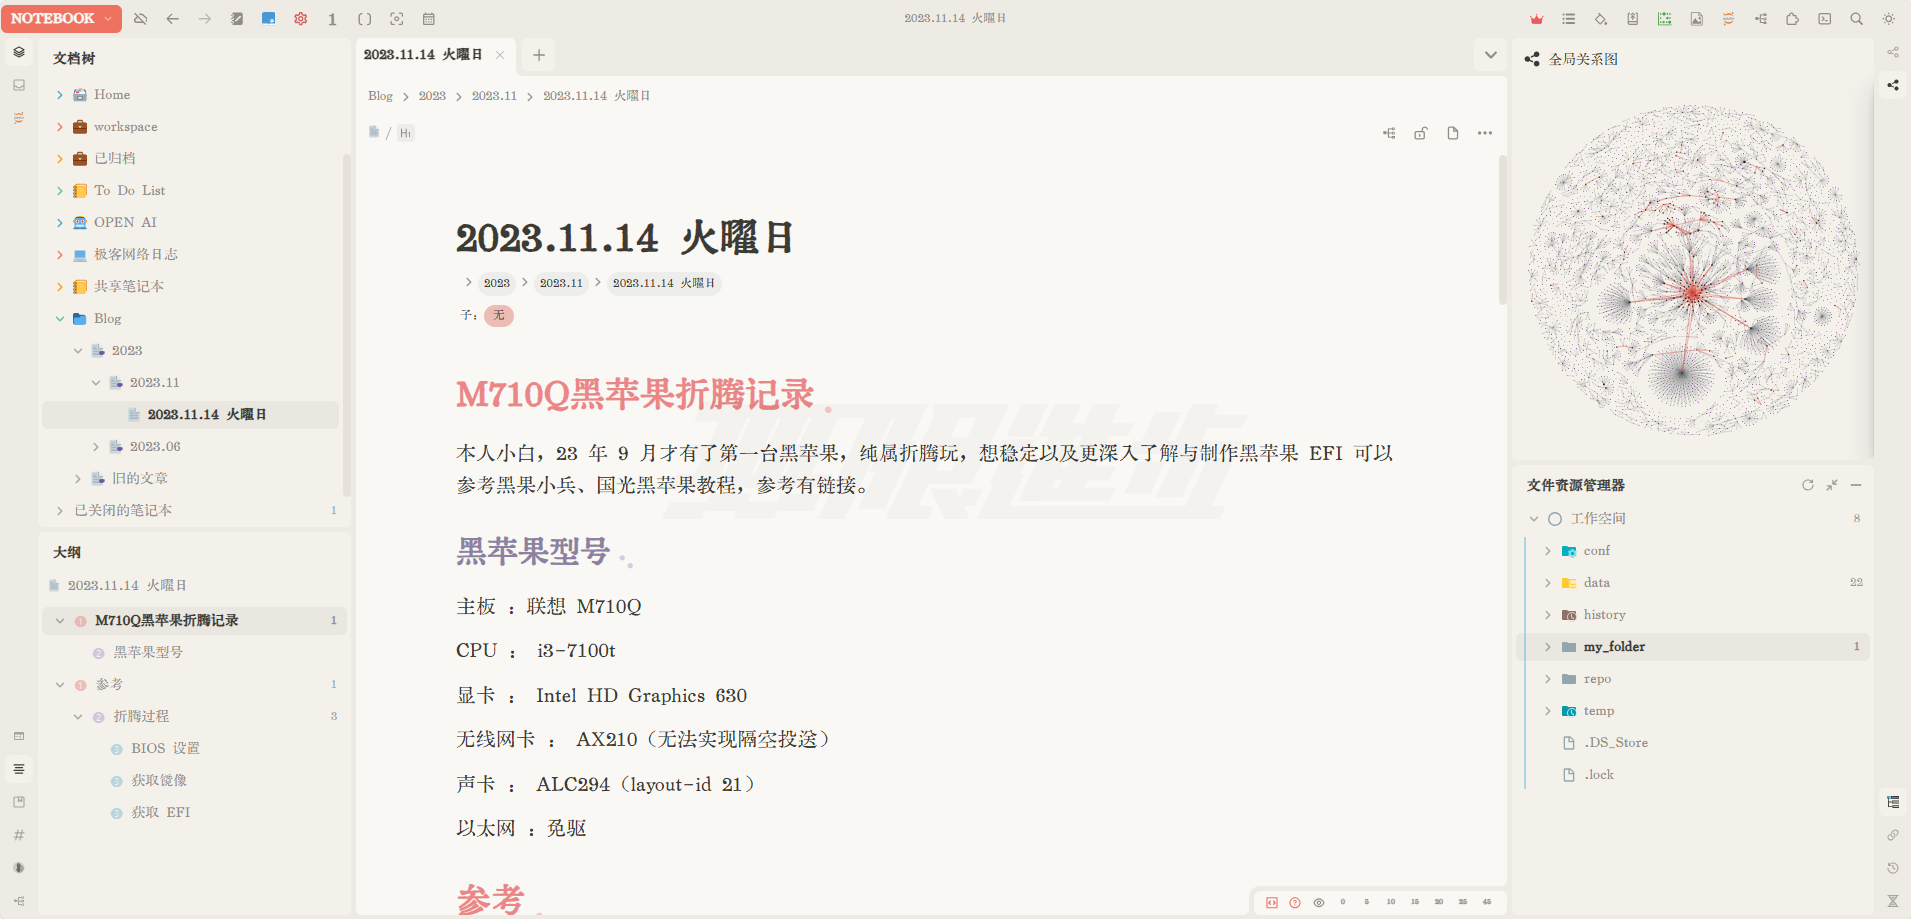 NOTEBOOK
1
2023.11.14 火曜日
文档树
Home
workspace
已归档
To Do List
OPEN AI
极客网络日志
共享笔记本
Blog
2023
2023.11
2023.11.14 火曜日
2023.06
旧的文章
已关闭的笔记本 1
大纲
2023.11.14 火曜日
M710Q黑苹果折腾记录 1
黑苹果型号
参考 1
折腾过程 3
BIOS 设置
获取镜像
获取 EFI
2023.11.14 火曜日
Blog 2023 2023.11 2023.11.14 火曜日
/ H1
2023.11.14 火曜日
2023 2023.11 2023.11.14 火曜日
子: 无
M710Q黑苹果折腾记录
本人小白，23 年 9 月才有了第一台黑苹果，纯属折腾玩，想稳定以及更深入了解与制作黑苹果 EFI 可以
参考黑果小兵、国光黑苹果教程，参考有链接。
黑苹果型号
主板 ：联想 M710Q
CPU ： i3-7100t
显卡 ： Intel HD Graphics 630
无线网卡 ： AX210（无法实现隔空投送）
声卡 ： ALC294（layout-id 21）
以太网 ：免驱
参考
0 5 10 15 20 25 45
全局关系图
文件资源管理器
工作空间 8
conf
data 22
history
my_folder 1
repo
temp
.DS_Store
.lock